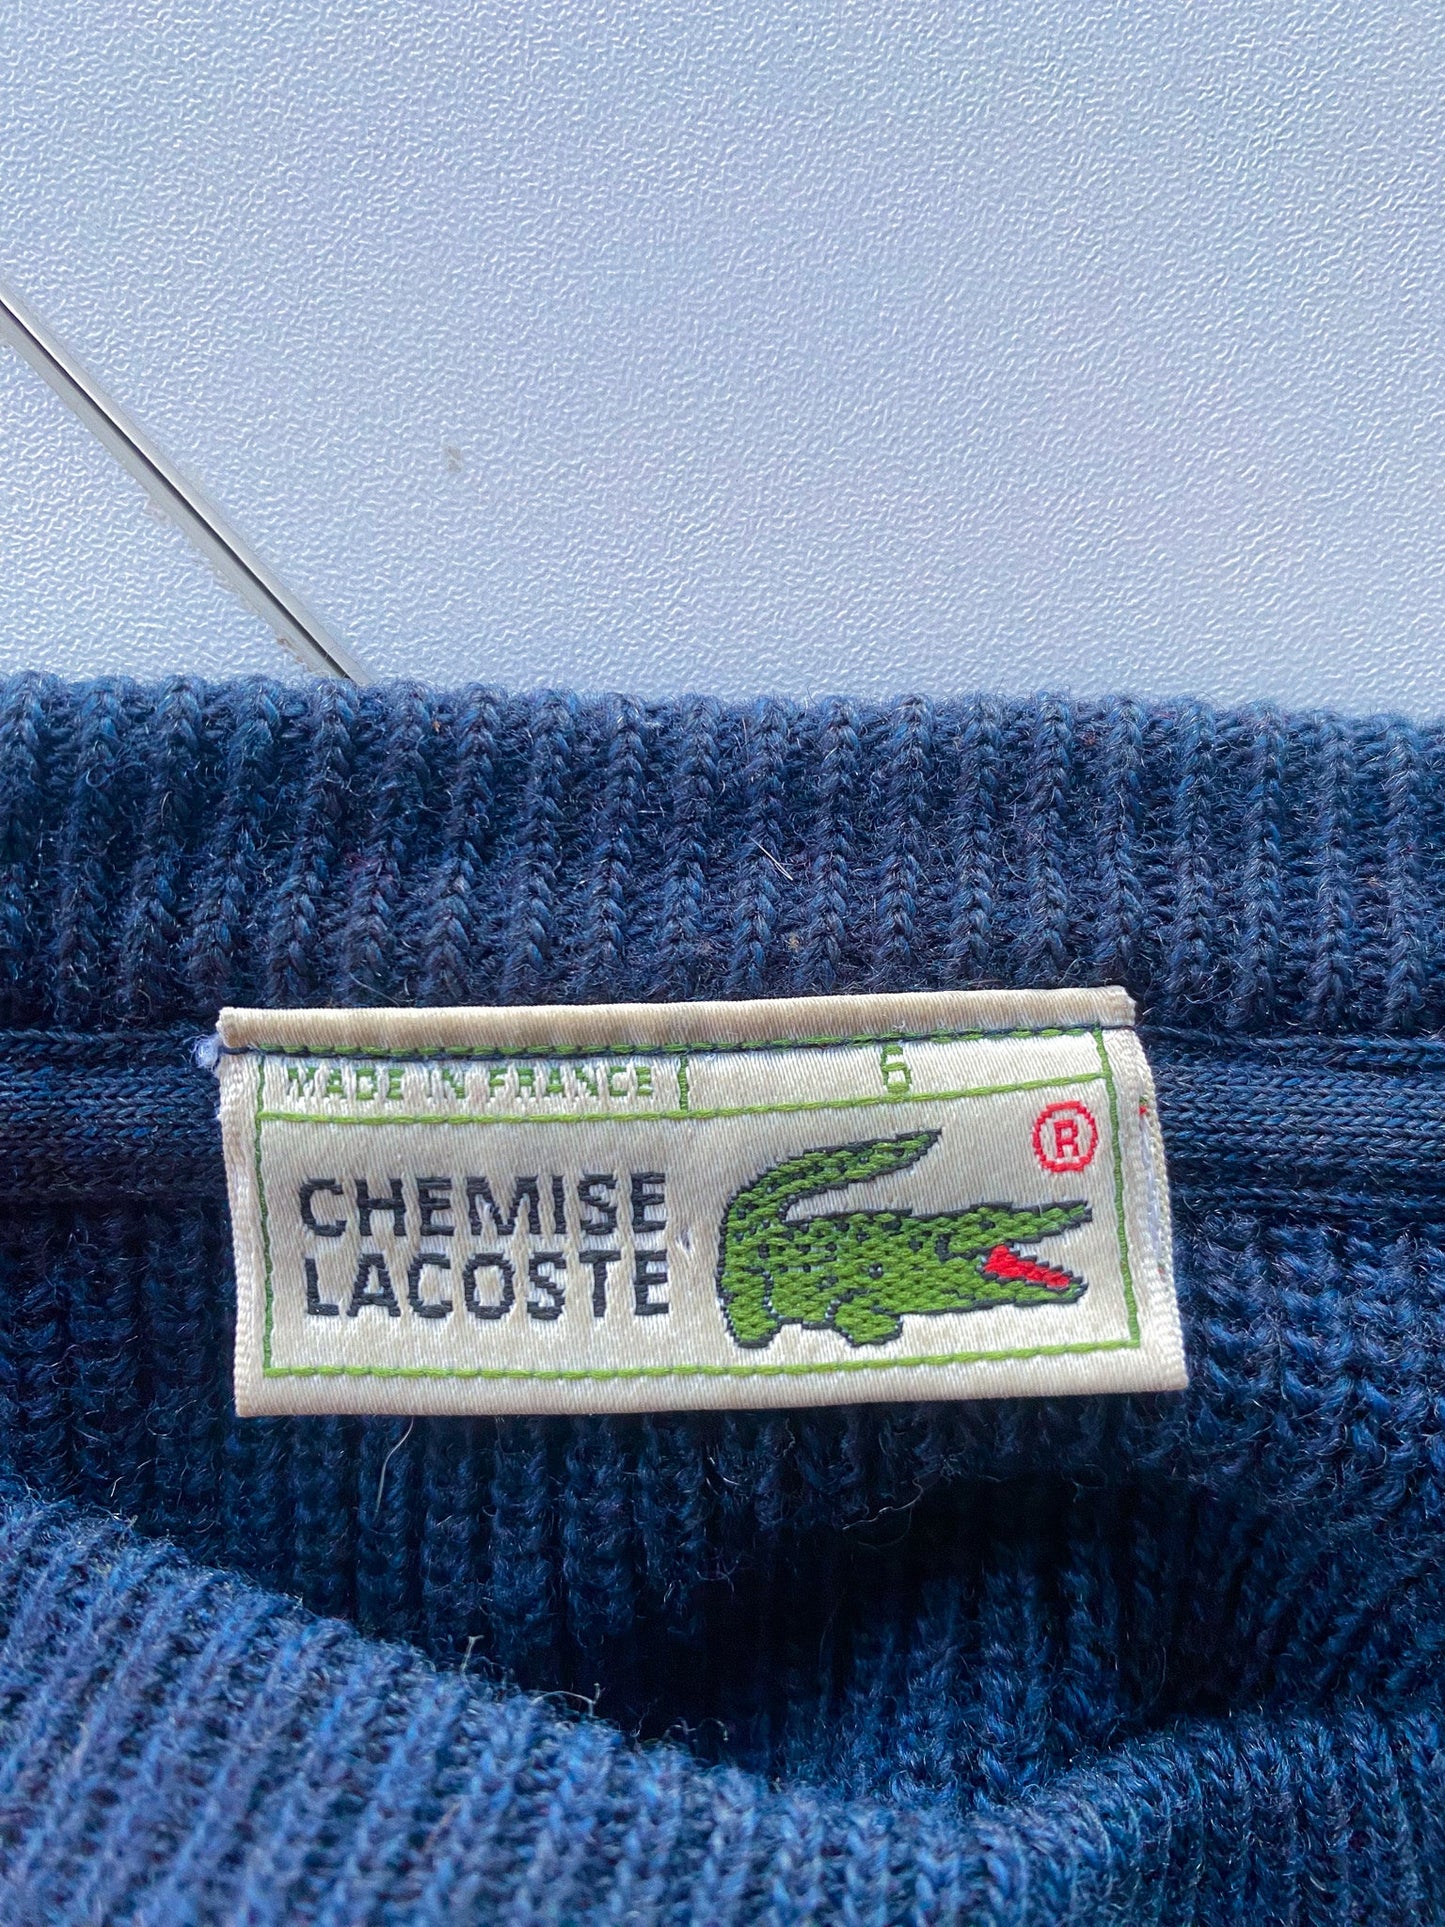 MADE IN FRANCE 6
CHEMISE
LACOSTE
®